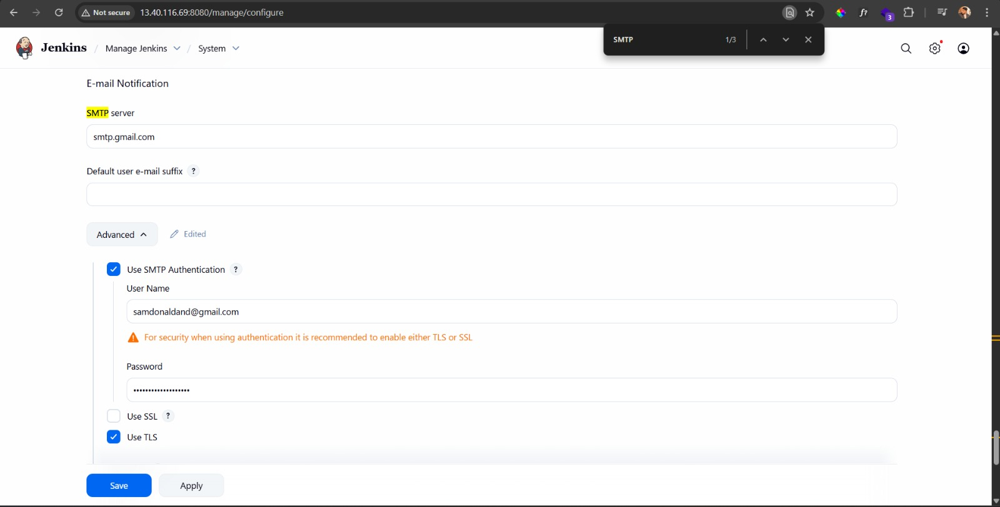 Not secure 13.40.116.69:8080/manage/configure
3
SMTP 1/3
Jenkins / Manage Jenkins / System
E-mail Notification
SMTP server
smtp.gmail.com
Default user e-mail suffix ?
Advanced Edited
Use SMTP Authentication ?
User Name
samdonaldand@gmail.com
For security when using authentication it is recommended to enable either TLS or SSL
Password
•••••••••••••••••••
Use SSL ?
Use TLS
Save Apply